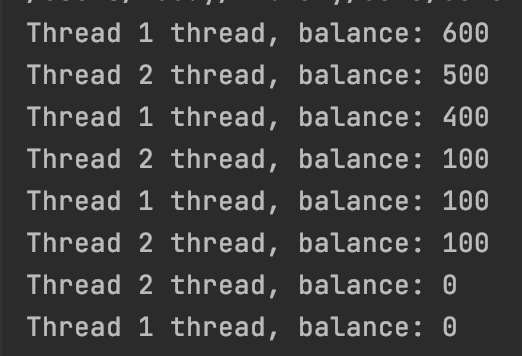 Thread 1 thread, balance: 600
Thread 2 thread, balance: 500
Thread 1 thread, balance: 400
Thread 2 thread, balance: 100
Thread 1 thread, balance: 100
Thread 2 thread, balance: 100
Thread 2 thread, balance: 0
Thread 1 thread, balance: 0